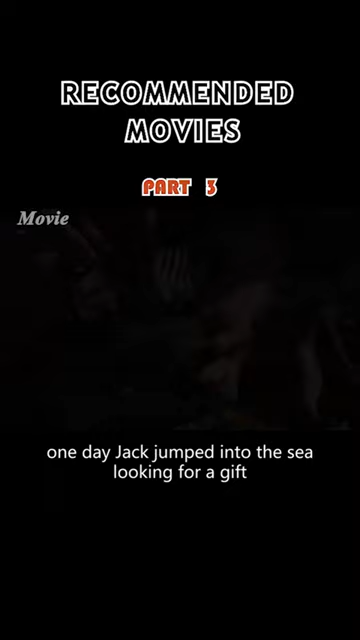 RECOMMENDED
MOVIES
PART 3
Movie
one day Jack jumped into the sea
looking for a gift